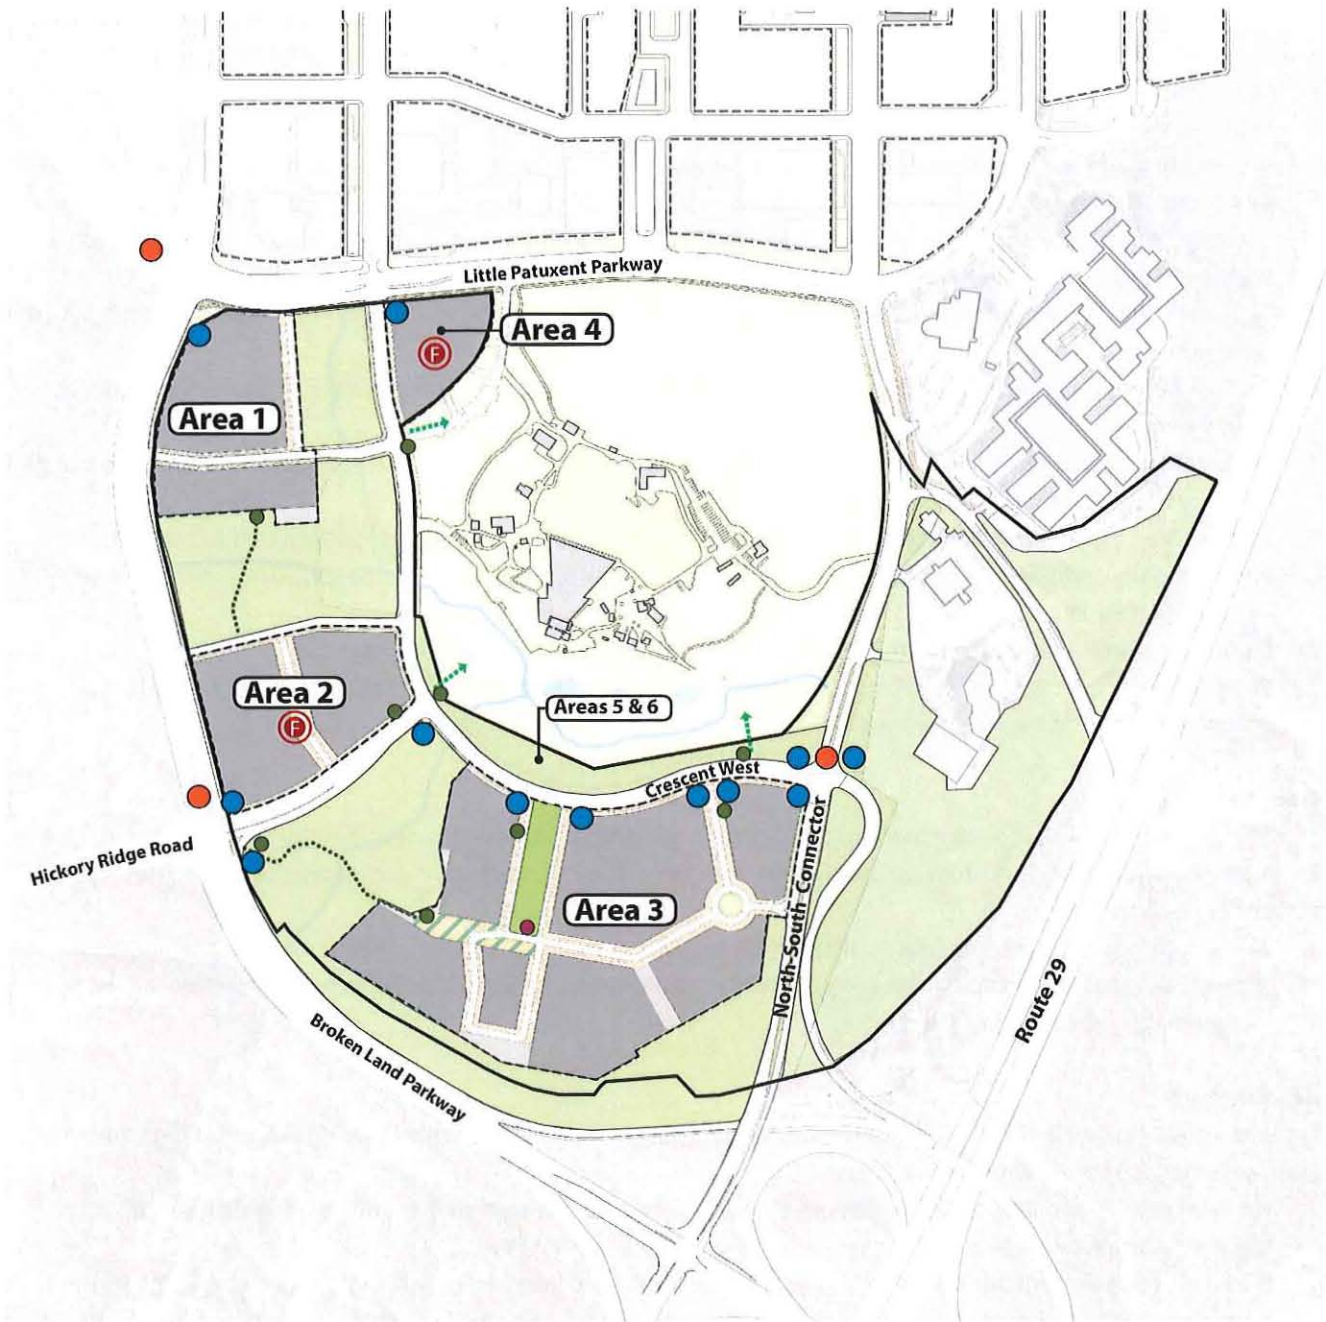 Little Patuxent Parkway
Area 4
F
Area 1
Area 2
F
Areas 5 & 6
Crescent West
Hickory Ridge Road
Area 3
North-South Connector
Route 29
Broken Land Parkway